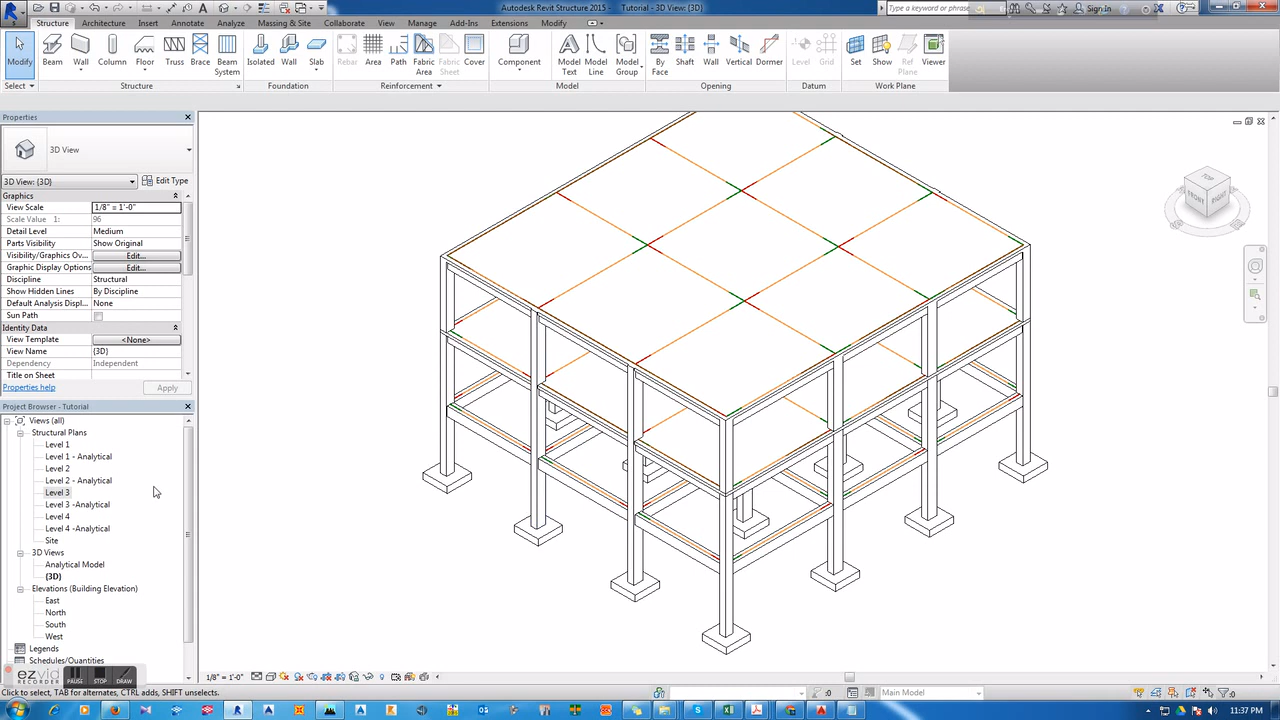 Autodesk Revit Structure 2015 - Tutorial - 3D View: {3D}
Type a keyword or phrase
Sign In
Structure Architecture Insert Annotate Analyze Massing & Site Collaborate View Manage Add-Ins Extensions Modify
Modify Beam Wall Column Floor Truss Brace Beam System Isolated Wall Slab Rebar Area Path Fabric Area Fabric Sheet Cover Component Model Text Model Line Model Group By Face Shaft Wall Vertical Dormer Level Grid Set Show Ref Plane Viewer
Select Structure Foundation Reinforcement Model Opening Datum Work Plane
Properties
3D View
3D View: {3D} Edit Type
Graphics
View Scale 1/8" = 1'-0"
Scale Value 1: 96
Detail Level Medium
Parts Visibility Show Original
Visibility/Graphics Ov... Edit...
Graphic Display Options Edit...
Discipline Structural
Show Hidden Lines By Discipline
Default Analysis Displ... None
Sun Path
Identity Data
View Template <None>
View Name {3D}
Dependency Independent
Title on Sheet
Properties help Apply
Project Browser - Tutorial
Views (all)
Structural Plans
Level 1
Level 1 - Analytical
Level 2
Level 2 - Analytical
Level 3
Level 3 -Analytical
Level 4
Level 4 -Analytical
Site
3D Views
Analytical Model
{3D}
Elevations (Building Elevation)
East
North
South
West
Legends
Schedules/Quantities
TOP
FRONT
RIGHT
ezvid
RECORDER
PAUSE STOP DRAW
1/8" = 1'-0"
Click to select, TAB for alternates, CTRL adds, SHIFT unselects.
:0 Main Model :0
11:37 PM